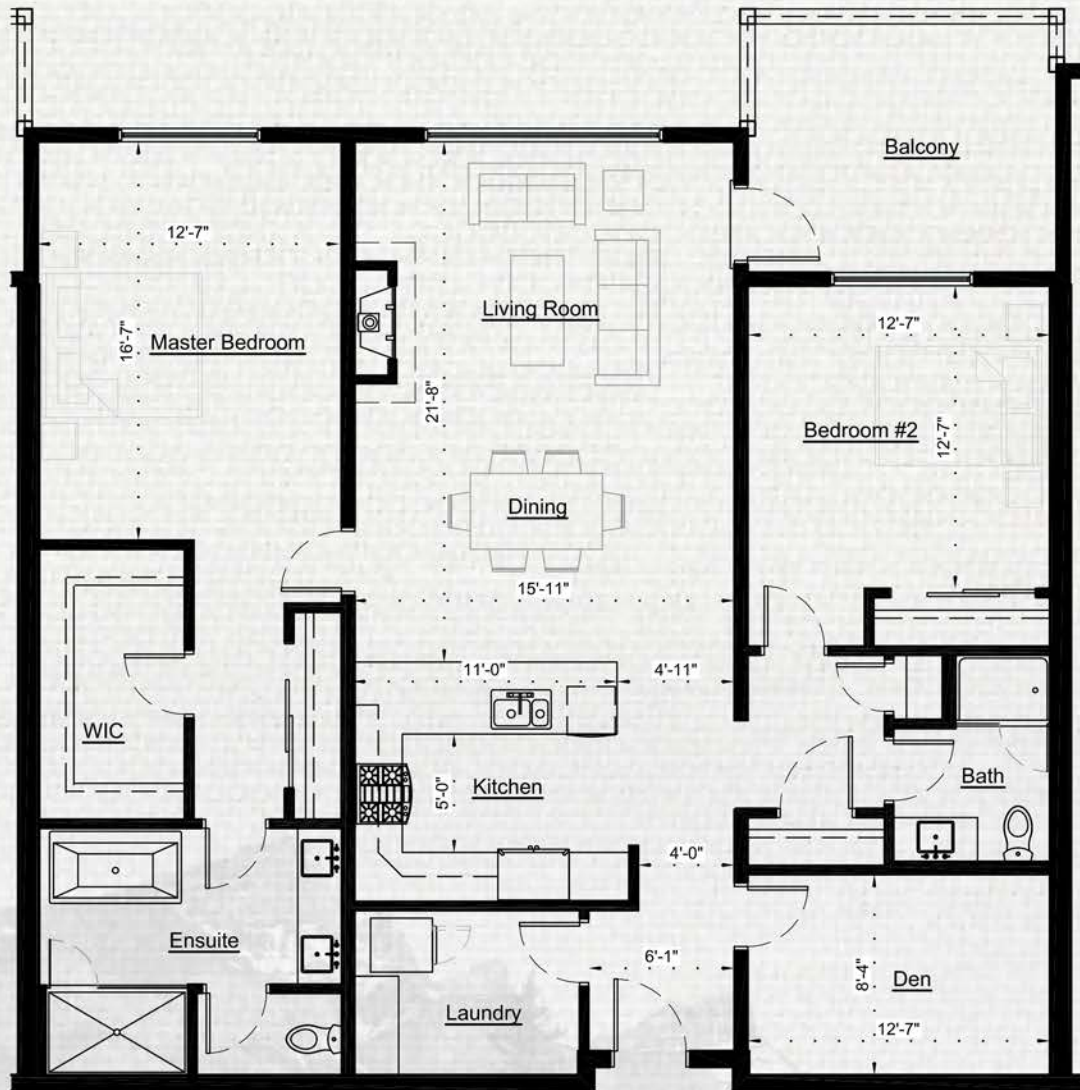 Balcony
12'-7"
16'-7"
Master Bedroom
Living Room
21'-8"
12'-7"
Bedroom #2
12'-7"
Dining
15'-11"
11'-0"
4'-11"
WIC
5'-0"
Kitchen
Bath
4'-0"
Ensuite
6'-1"
8'-4"
Den
Laundry
12'-7"